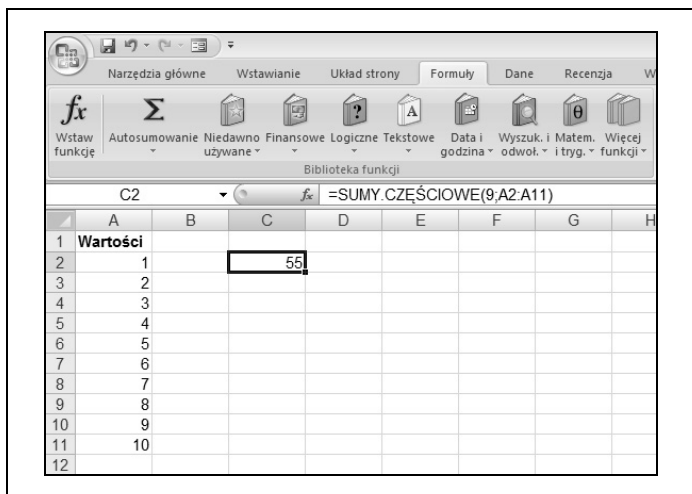 Narzędzia główne Wstawianie Układ strony Formuły Dane Recenzja W
Wstaw funkcję Autosumowanie Niedawno używane Finansowe Logiczne Tekstowe Data i godzina Wyszuk. i odwoł. Matem. i tryg. Więcej funkcji
Biblioteka funkcji
C2 fx =SUMY.CZĘŚCIOWE(9;A2:A11)
A B C D E F G H
1 Wartości
2 1 55
3 2
4 3
5 4
6 5
7 6
8 7
9 8
10 9
11 10
12